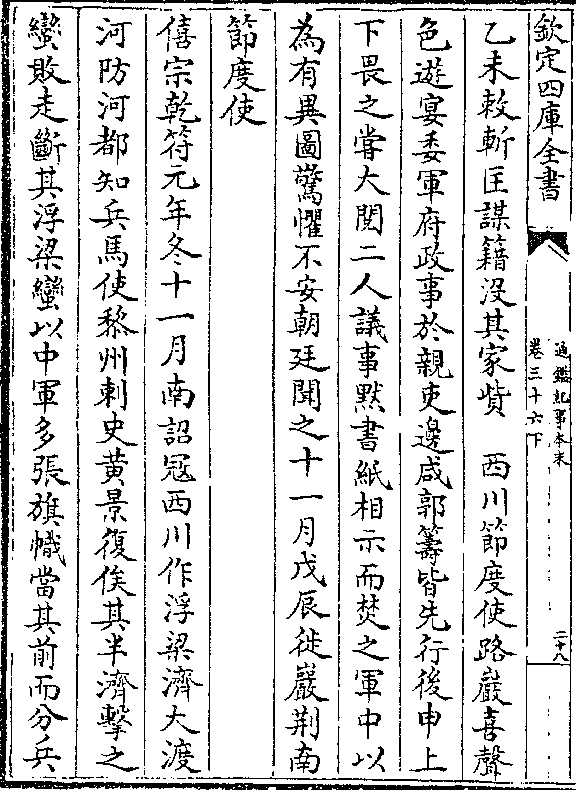 欽定四庫全書
通鑑紀事本末
卷三十六下
二十八
乙未敕斬匡謀籍沒其家貲　西川節度使路巖喜聲
色遊宴委軍府政事於親吏邊咸郭籌皆先行後申上
下畏之嘗大閱二人議事默書紙相示而焚之軍中以
為有異圖驚懼不安朝廷聞之十一月戊辰徙巖荆南
節度使
僖宗乾符元年冬十一月南詔冦西川作浮梁濟大渡
河防河都知兵馬使黎州刺史黄景復俟其半濟擊之
蠻敗走斷其浮梁蠻以中軍多張旗幟當其前而分兵